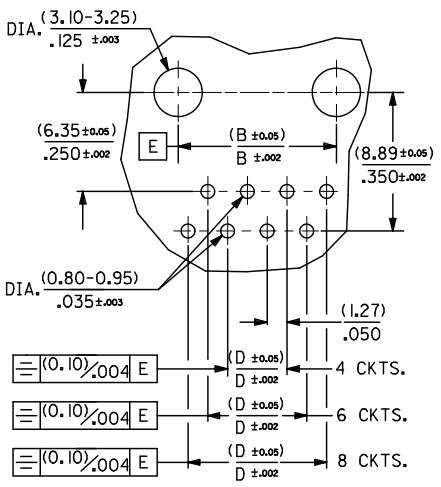 (3.10-3.25)
DIA. .125 ±.003
(6.35±0.05)
.250±.002
E
(B ±0.05)
B ±.002
(8.89±0.05)
.350±.002
(0.80-0.95)
DIA. .035±.003
(1.27)
.050
(0.10)/.004 E
(D ±0.05)
D ±.002
4 CKTS.
(0.10)/.004 E
(D ±0.05)
D ±.002
6 CKTS.
(0.10)/.004 E
(D ±0.05)
D ±.002
8 CKTS.